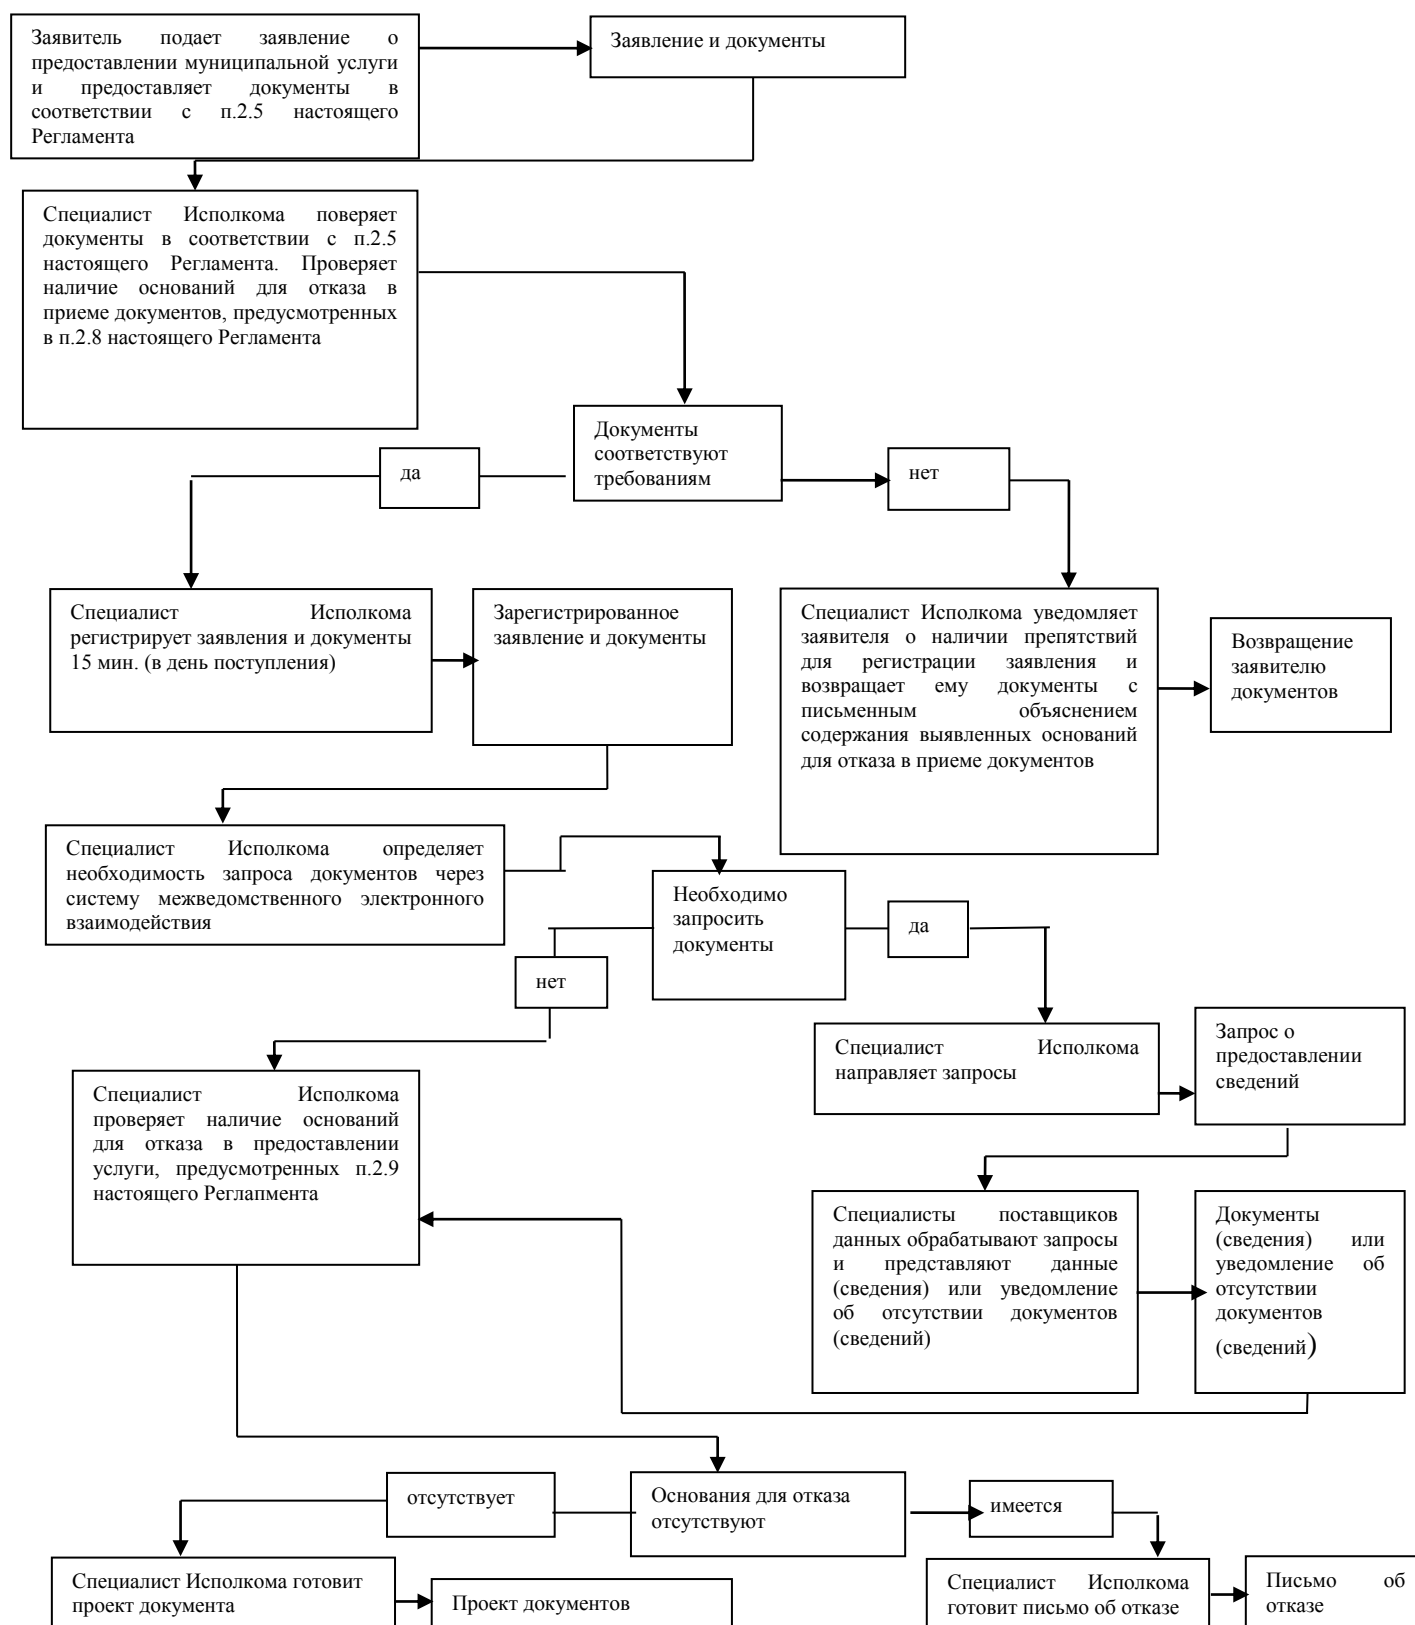 Заявитель подает заявление о
предоставлении муниципальной услуги
и предоставляет документы в
соответствии с п.2.5 настоящего
Регламента
Заявление и документы
Специалист Исполкома поверяет
документы в соответствии с п.2.5
настоящего Регламента. Проверяет
наличие оснований для отказа в
приеме документов, предусмотренных
в п.2.8 настоящего Регламента
Документы
соответствуют
требованиям
да
нет
Специалист Исполкома
регистрирует заявления и документы
15 мин. (в день поступления)
Зарегистрированное
заявление и документы
Специалист Исполкома уведомляет
заявителя о наличии препятствий
для регистрации заявления и
возвращает ему документы с
письменным объяснением
содержания выявленных оснований
для отказа в приеме документов
Возвращение
заявителю
документов
Специалист Исполкома определяет
необходимость запроса документов через
систему межведомственного электронного
взаимодействия
Необходимо
запросить
документы
да
нет
Специалист Исполкома
направляет запросы
Запрос о
предоставлении
сведений
Специалист Исполкома
проверяет наличие оснований
для отказа в предоставлении
услуги, предусмотренных п.2.9
настоящего Реглапмента
Специалисты поставщиков
данных обрабатывают запросы
и представляют данные
(сведения) или уведомление
об отсутствии документов
(сведений)
Документы
(сведения) или
уведомление об
отсутствии
документов
(сведений)
отсутствует
Основания для отказа
отсутствуют
имеется
Специалист Исполкома готовит
проект документа
Проект документов
Специалист Исполкома
готовит письмо об отказе
Письмо об
отказе